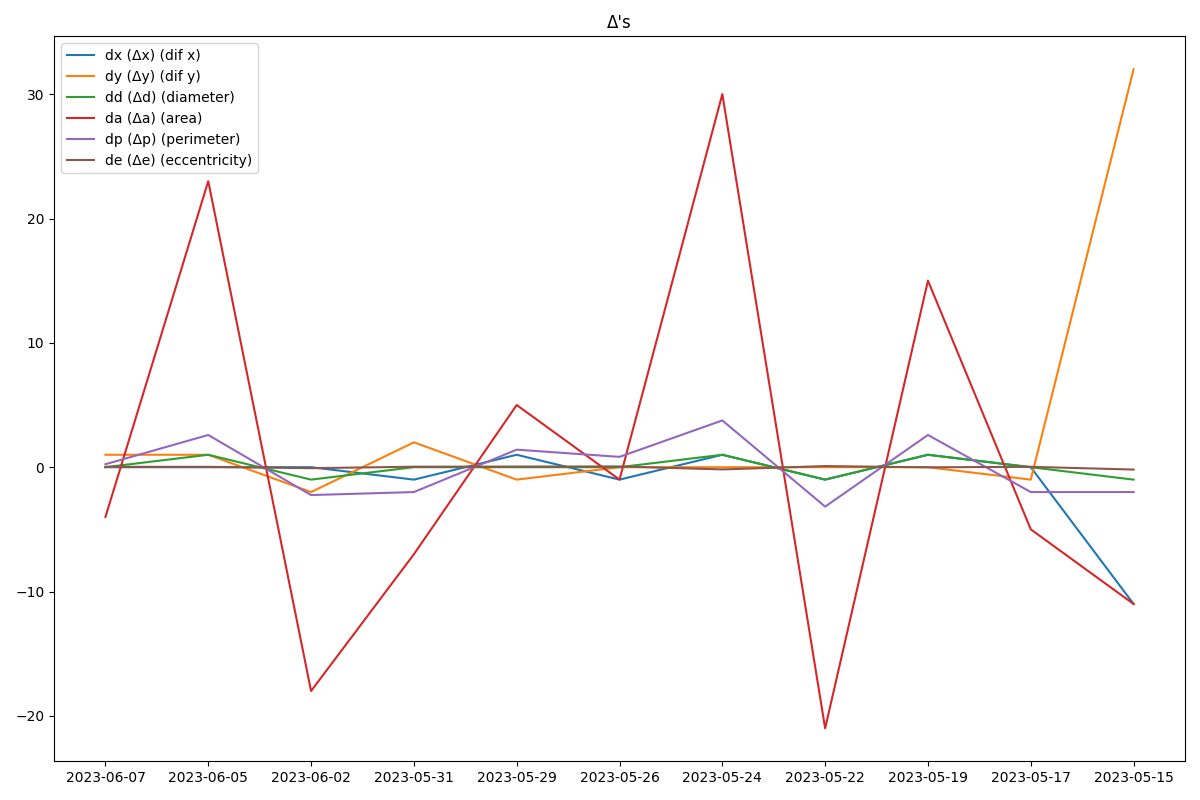 Δ's
dx (Δx) (dif x)
dy (Δy) (dif y)
dd (Δd) (diameter)
da (Δa) (area)
dp (Δp) (perimeter)
de (Δe) (eccentricity)
30
20
10
0
−10
−20
2023-06-07 2023-06-05 2023-06-02 2023-05-31 2023-05-29 2023-05-26 2023-05-24 2023-05-22 2023-05-19 2023-05-17 2023-05-15